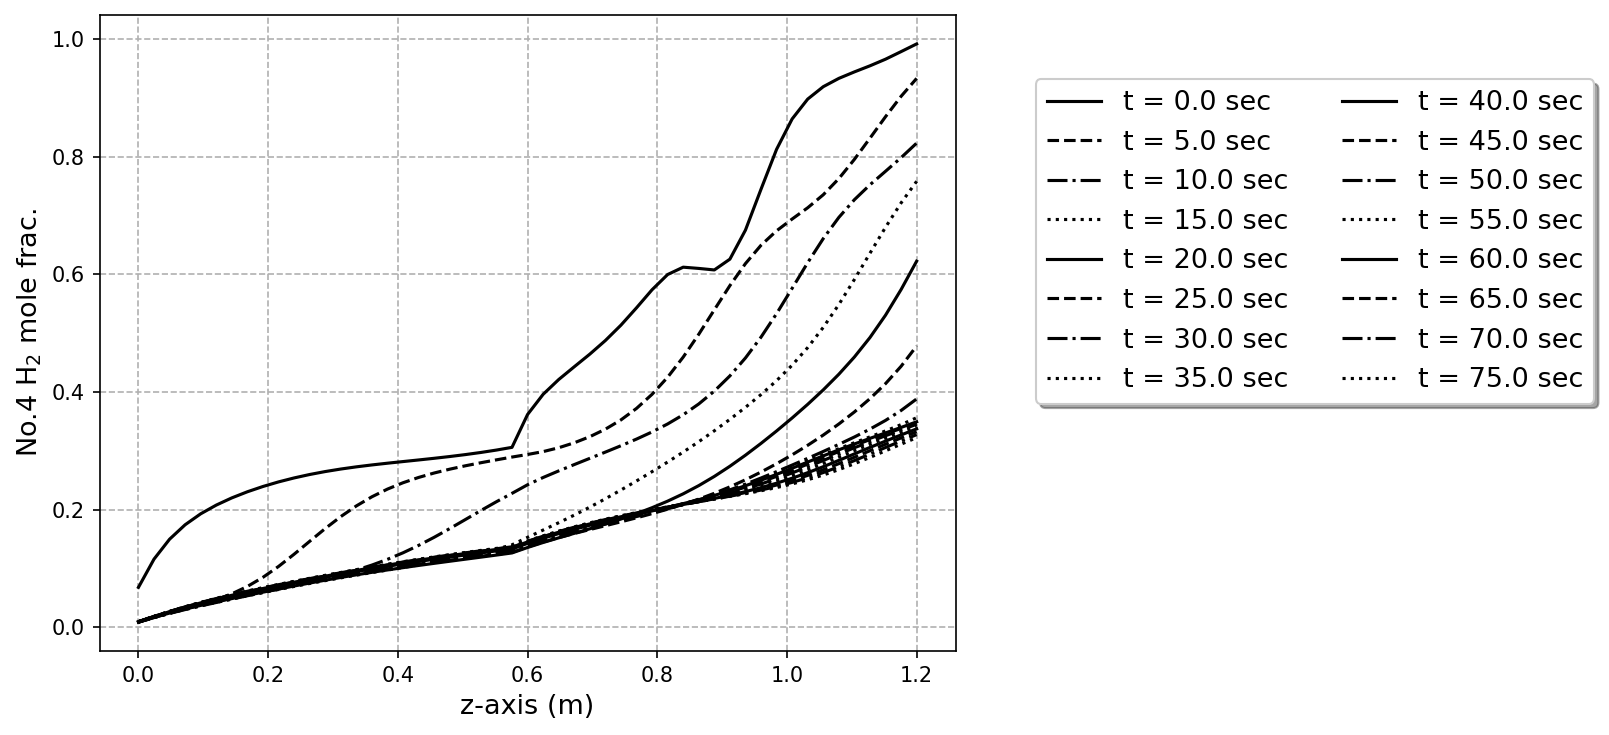 No.4 H₂ mole frac.
1.0
0.8
0.6
0.4
0.2
0.0
0.0 0.2 0.4 0.6 0.8 1.0 1.2
z-axis (m)
t = 0.0 sec
t = 5.0 sec
t = 10.0 sec
t = 15.0 sec
t = 20.0 sec
t = 25.0 sec
t = 30.0 sec
t = 35.0 sec
t = 40.0 sec
t = 45.0 sec
t = 50.0 sec
t = 55.0 sec
t = 60.0 sec
t = 65.0 sec
t = 70.0 sec
t = 75.0 sec